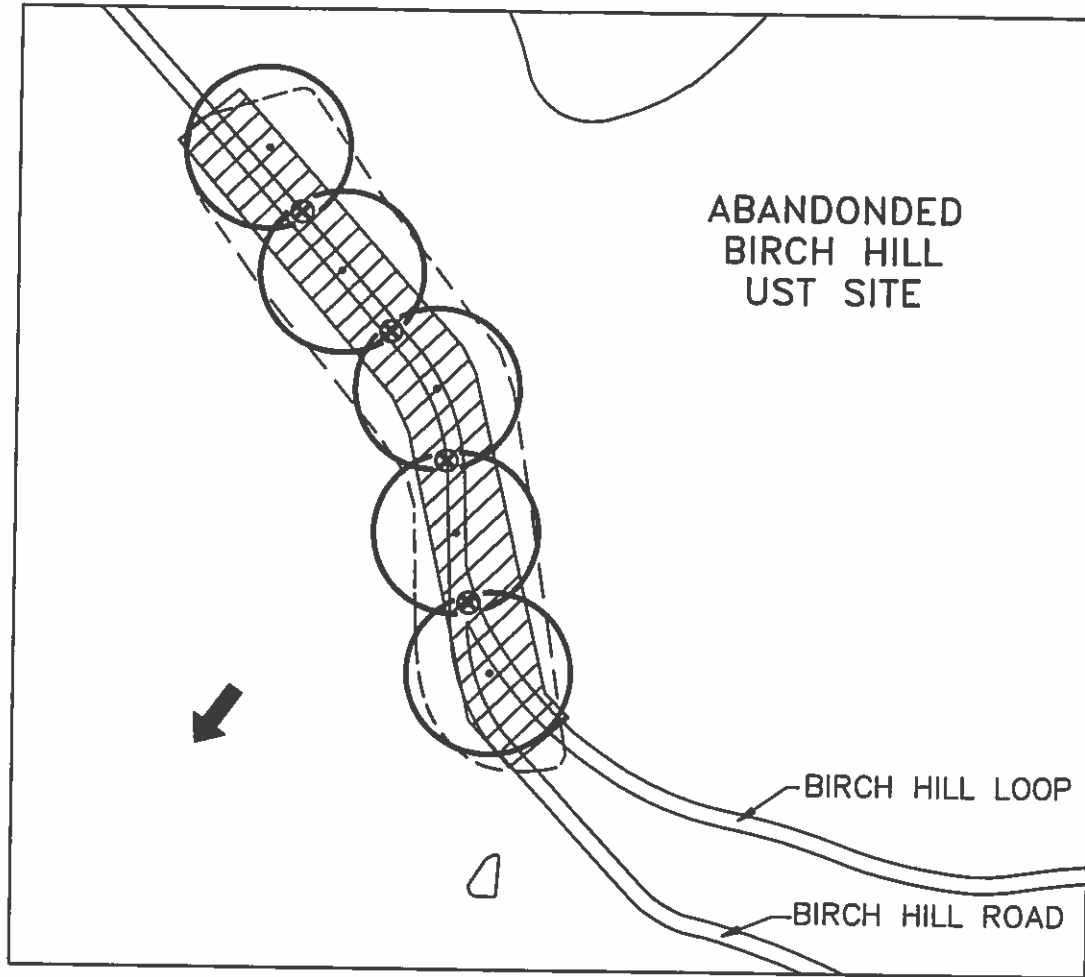 ABANDONDED
BIRCH HILL
UST SITE
BIRCH HILL LOOP
BIRCH HILL ROAD